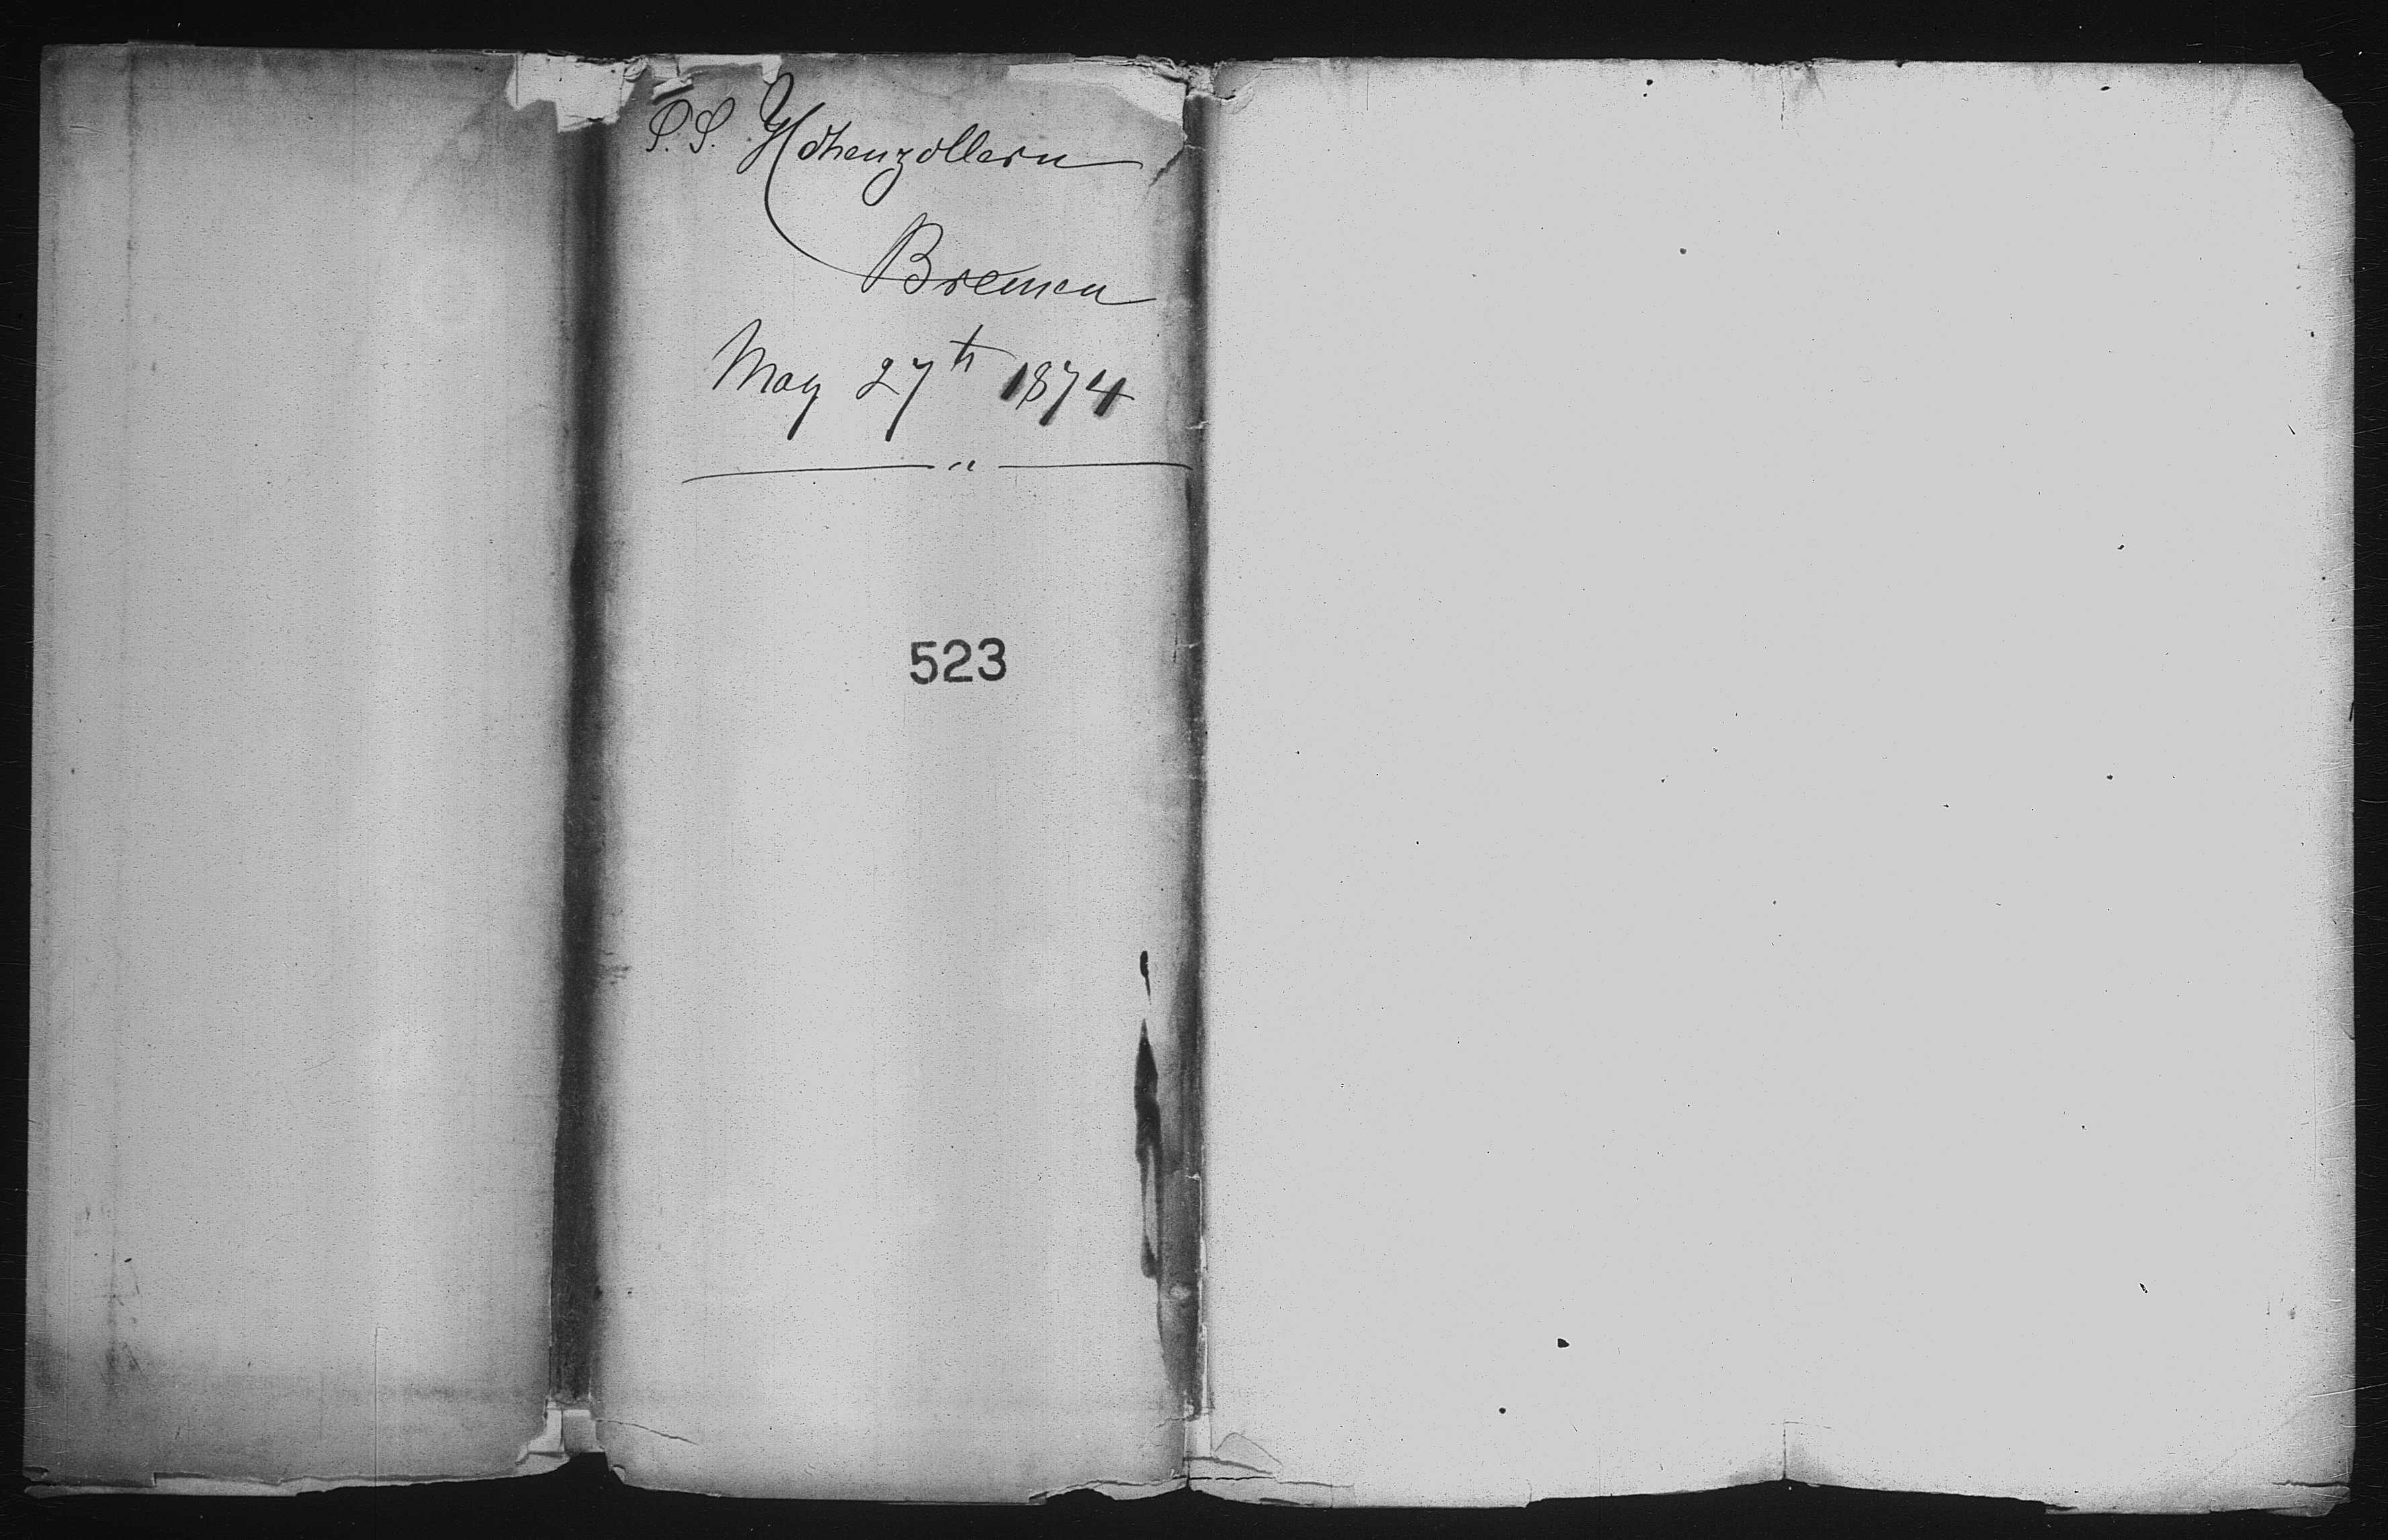 S.S. Hohenzollern
Bremen
May 27th 1874
523